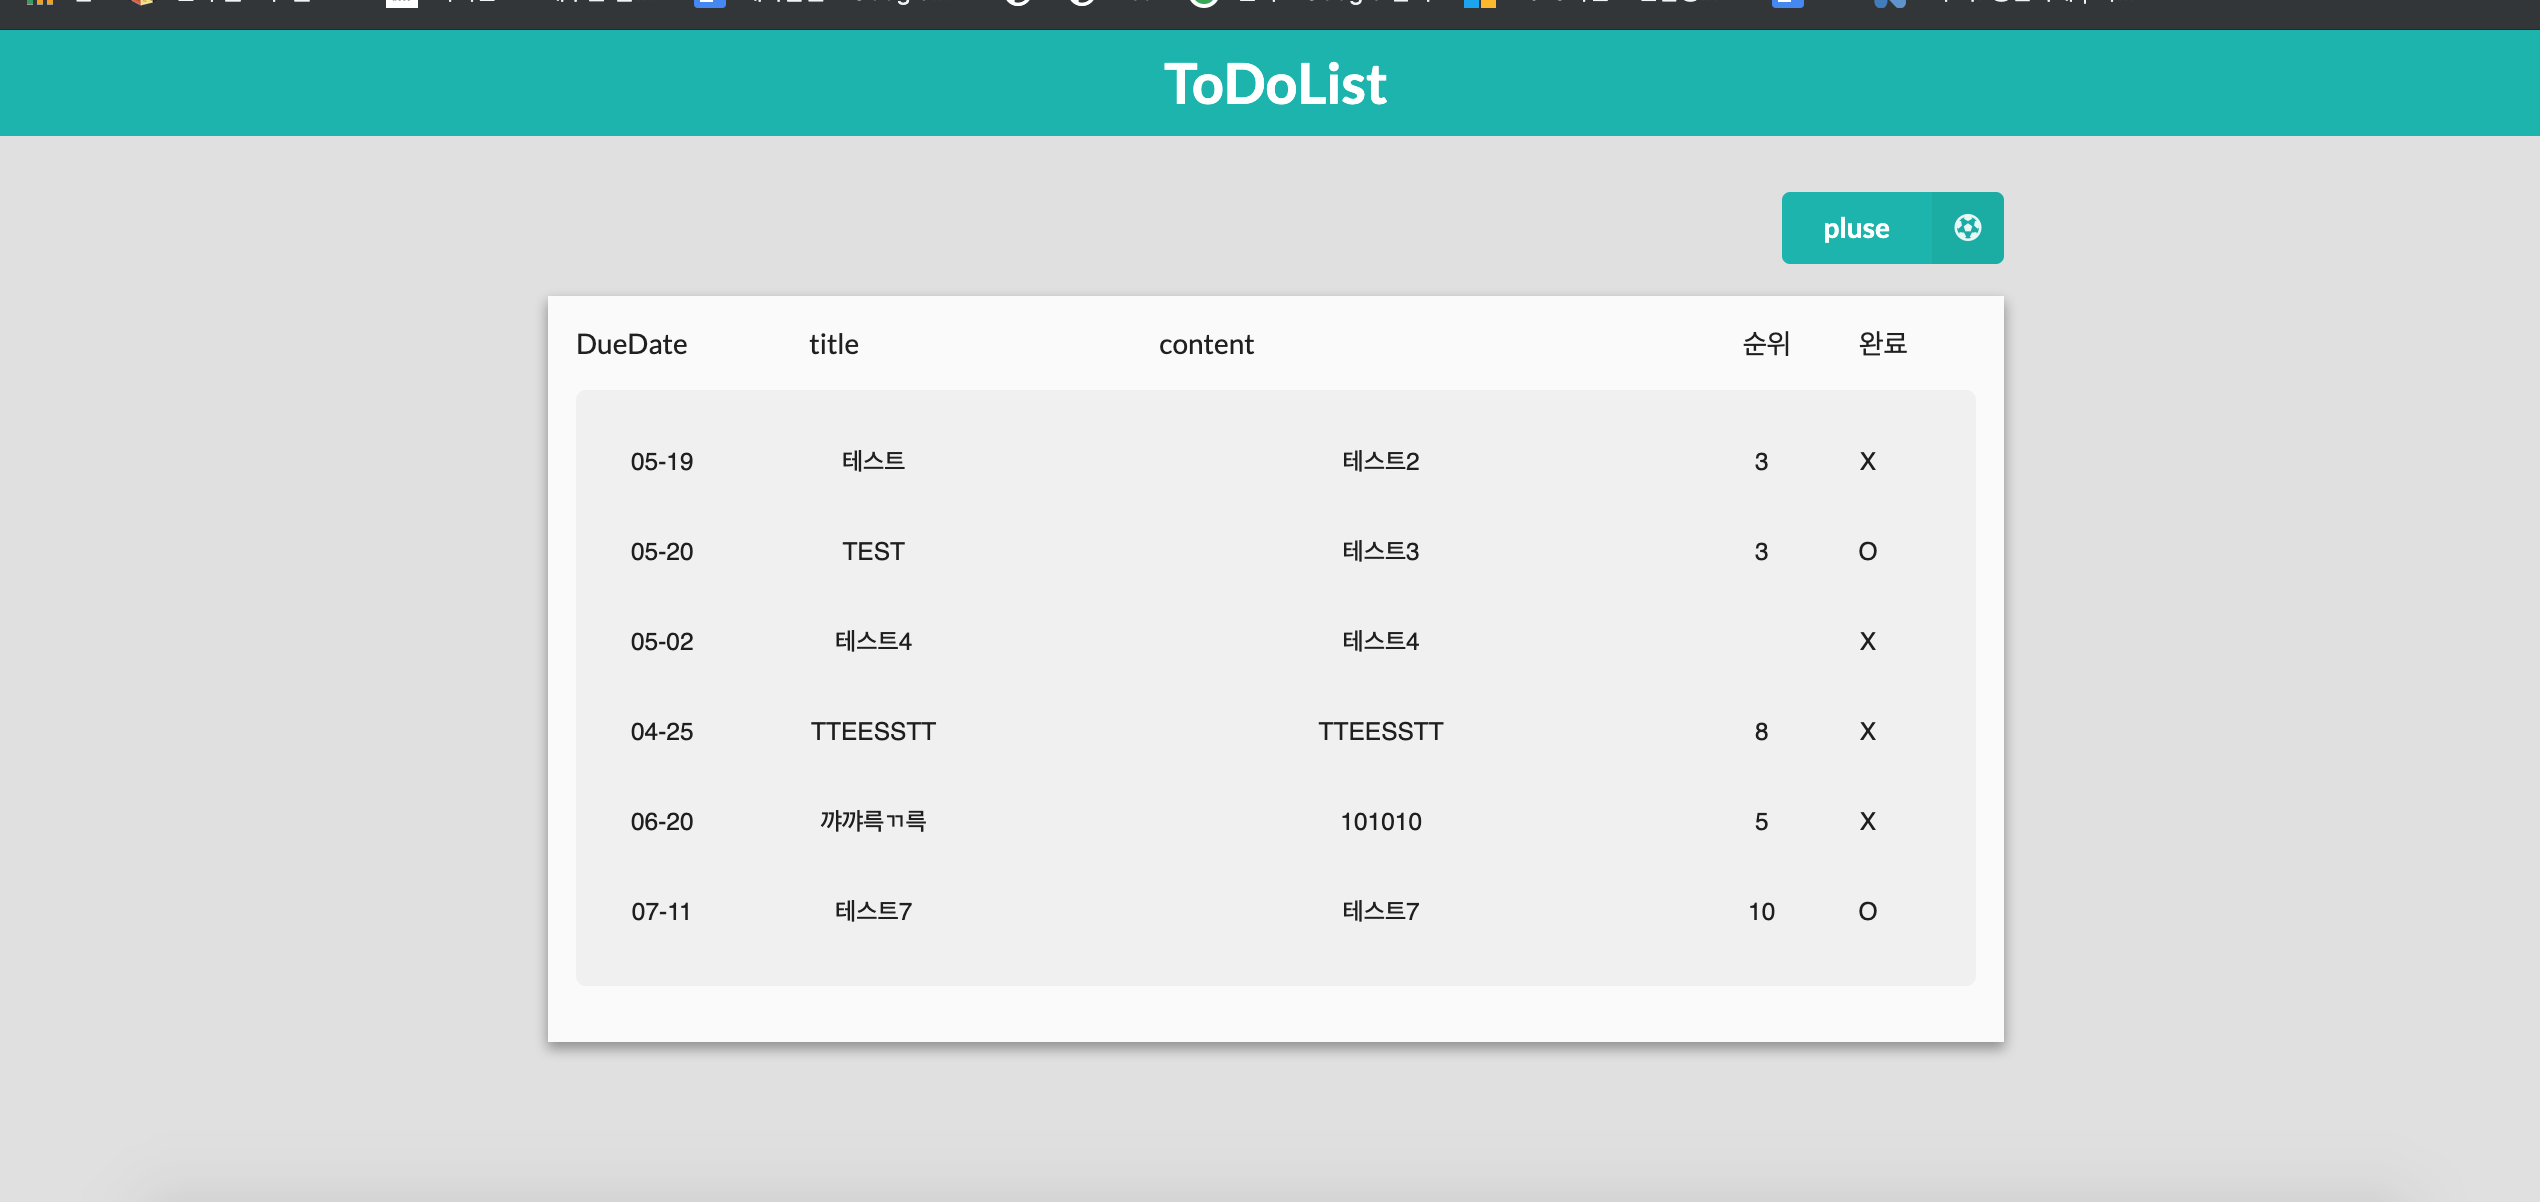 ToDoList
pluse
DueDate title content 순위 완료
05-19 테스트 테스트2 3 X
05-20 TEST 테스트3 3 O
05-02 테스트4 테스트4 X
04-25 TTEESSTT TTEESSTT 8 X
06-20 꺄꺄륵ㄲ륵 101010 5 X
07-11 테스트7 테스트7 10 O